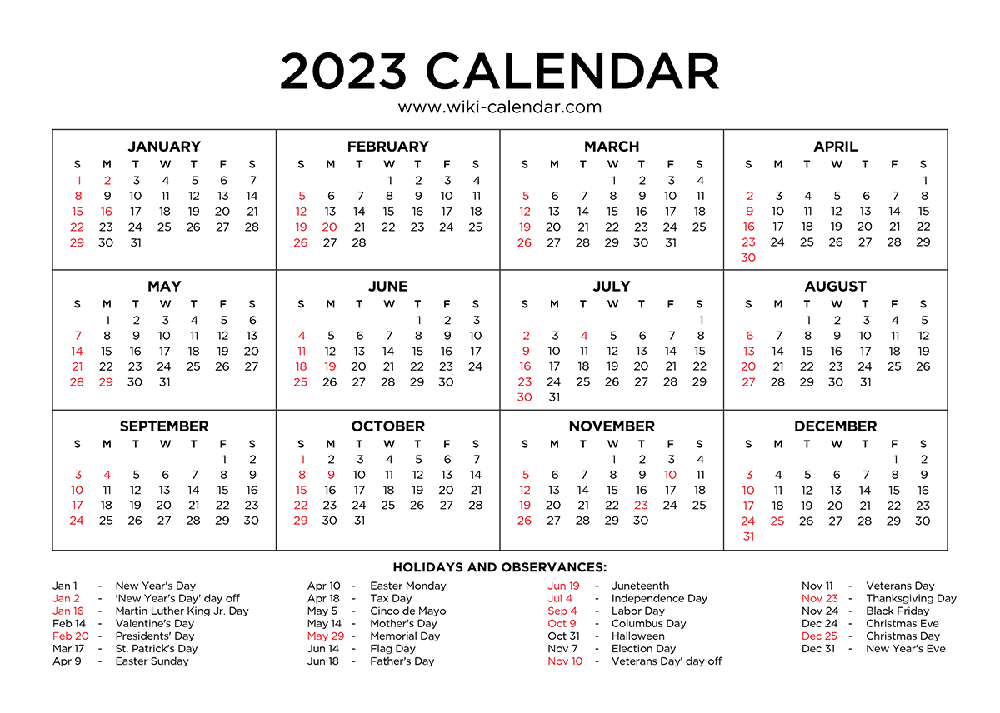 2023 CALENDAR
www.wiki-calendar.com
JANUARY
S M T W T F S
1 2 3 4 5 6 7
8 9 10 11 12 13 14
15 16 17 18 19 20 21
22 23 24 25 26 27 28
29 30 31
FEBRUARY
S M T W T F S
1 2 3 4
5 6 7 8 9 10 11
12 13 14 15 16 17 18
19 20 21 22 23 24 25
26 27 28
MARCH
S M T W T F S
1 2 3 4
5 6 7 8 9 10 11
12 13 14 15 16 17 18
19 20 21 22 23 24 25
26 27 28 29 30 31
APRIL
S M T W T F S
1
2 3 4 5 6 7 8
9 10 11 12 13 14 15
16 17 18 19 20 21 22
23 24 25 26 27 28 29
30
MAY
S M T W T F S
1 2 3 4 5 6
7 8 9 10 11 12 13
14 15 16 17 18 19 20
21 22 23 24 25 26 27
28 29 30 31
JUNE
S M T W T F S
1 2 3
4 5 6 7 8 9 10
11 12 13 14 15 16 17
18 19 20 21 22 23 24
25 26 27 28 29 30
JULY
S M T W T F S
1
2 3 4 5 6 7 8
9 10 11 12 13 14 15
16 17 18 19 20 21 22
23 24 25 26 27 28 29
30 31
AUGUST
S M T W T F S
1 2 3 4 5
6 7 8 9 10 11 12
13 14 15 16 17 18 19
20 21 22 23 24 25 26
27 28 29 30 31
SEPTEMBER
S M T W T F S
1 2
3 4 5 6 7 8 9
10 11 12 13 14 15 16
17 18 19 20 21 22 23
24 25 26 27 28 29 30
OCTOBER
S M T W T F S
1 2 3 4 5 6 7
8 9 10 11 12 13 14
15 16 17 18 19 20 21
22 23 24 25 26 27 28
29 30 31
NOVEMBER
S M T W T F S
1 2 3 4
5 6 7 8 9 10 11
12 13 14 15 16 17 18
19 20 21 22 23 24 25
26 27 28 29 30
DECEMBER
S M T W T F S
1 2
3 4 5 6 7 8 9
10 11 12 13 14 15 16
17 18 19 20 21 22 23
24 25 26 27 28 29 30
31
HOLIDAYS AND OBSERVANCES:
Jan 1 - New Year's Day
Jan 2 - 'New Year's Day' day off
Jan 16 - Martin Luther King Jr. Day
Feb 14 - Valentine's Day
Feb 20 - Presidents' Day
Mar 17 - St. Patrick's Day
Apr 9 - Easter Sunday
Apr 10 - Easter Monday
Apr 18 - Tax Day
May 5 - Cinco de Mayo
May 14 - Mother's Day
May 29 - Memorial Day
Jun 14 - Flag Day
Jun 18 - Father's Day
Jun 19 - Juneteenth
Jul 4 - Independence Day
Sep 4 - Labor Day
Oct 9 - Columbus Day
Oct 31 - Halloween
Nov 7 - Election Day
Nov 10 - Veterans Day' day off
Nov 11 - Veterans Day
Nov 23 - Thanksgiving Day
Nov 24 - Black Friday
Dec 24 - Christmas Eve
Dec 25 - Christmas Day
Dec 31 - New Year's Eve